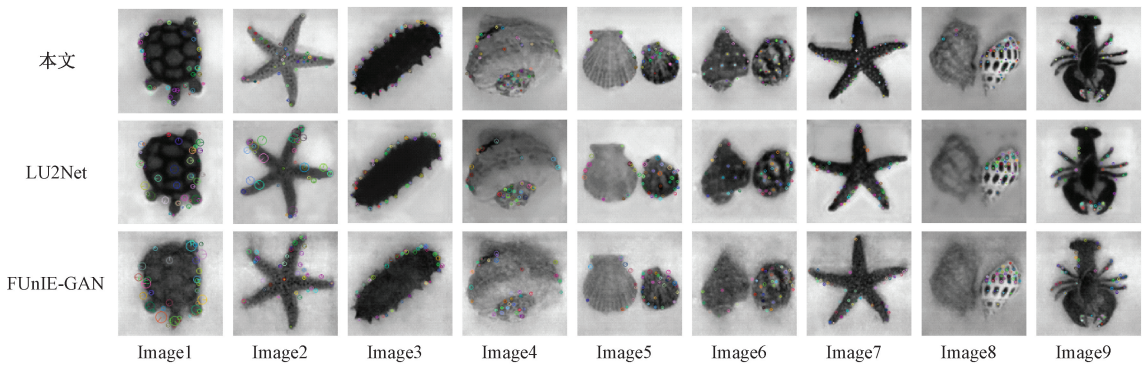 本文
LU2Net
FUnIE-GAN
Image1 Image2 Image3 Image4 Image5 Image6 Image7 Image8 Image9